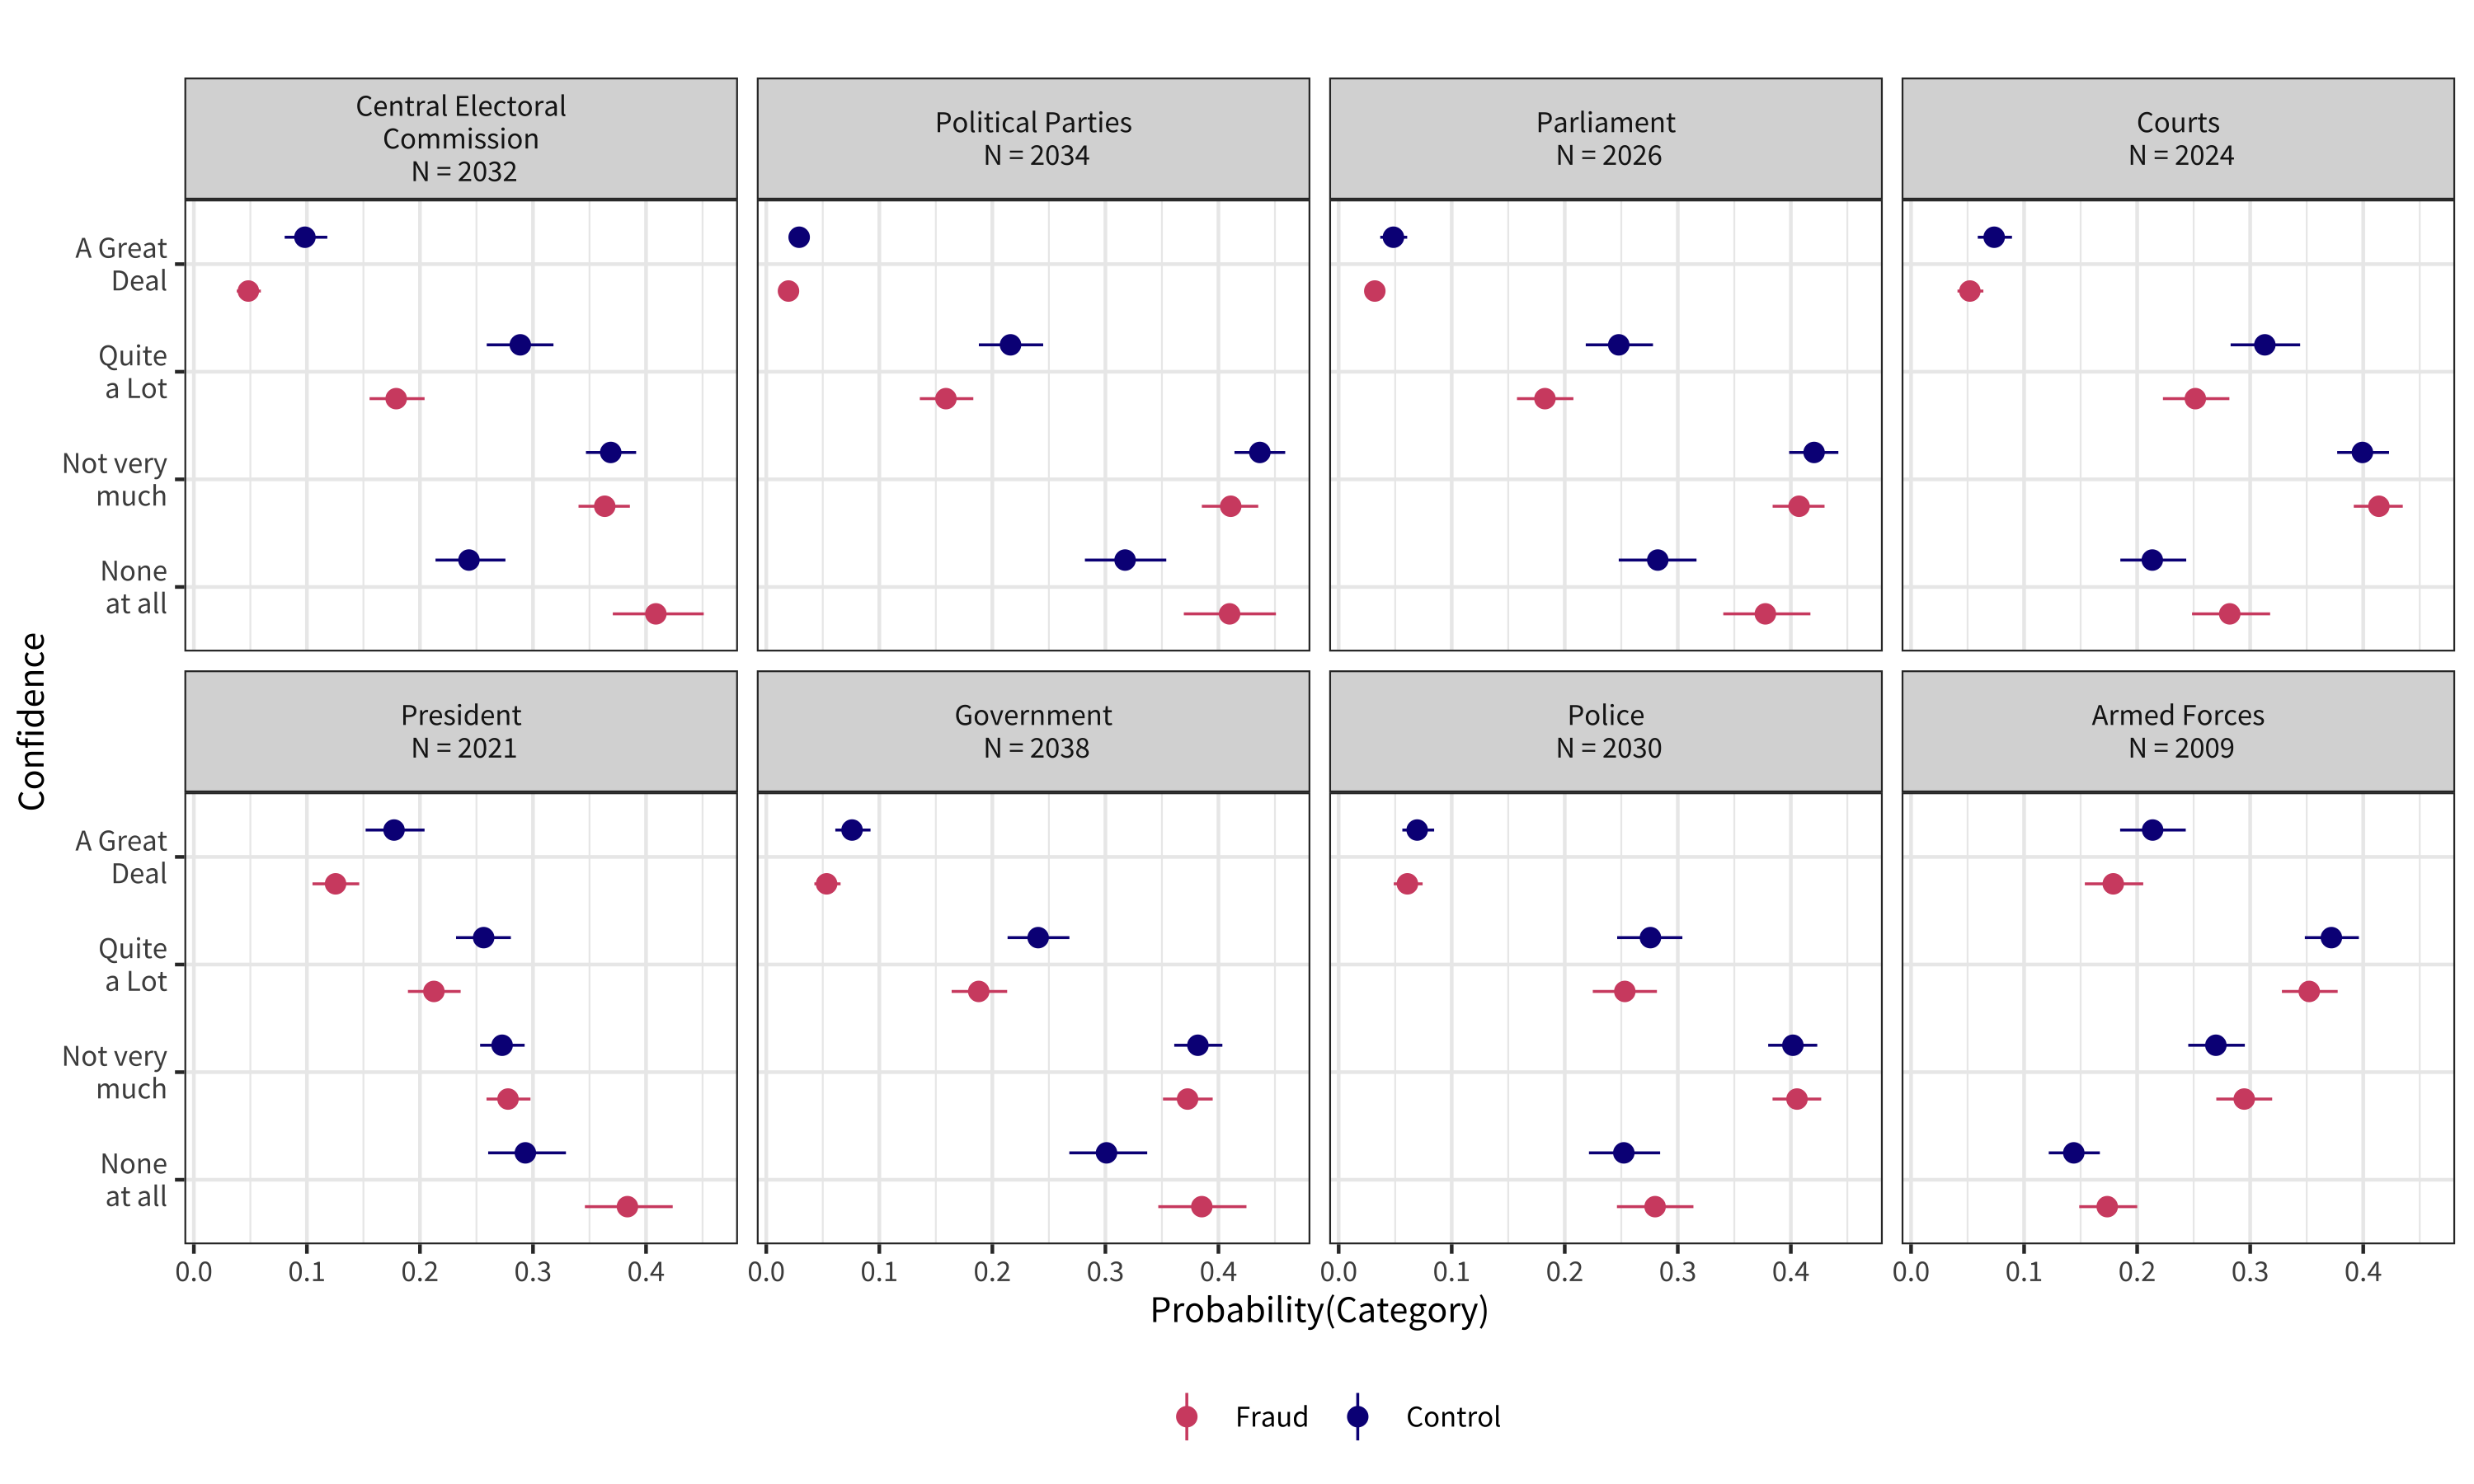 Central Electoral
Commission
N = 2032
Political Parties
N = 2034
Parliament
N = 2026
Courts
N = 2024
A Great
Deal
Quite
a Lot
Not very
much
None
at all
Confidence
President
N = 2021
Government
N = 2038
Police
N = 2030
Armed Forces
N = 2009
A Great
Deal
Quite
a Lot
Not very
much
None
at all
0.0 0.1 0.2 0.3 0.4
0.0 0.1 0.2 0.3 0.4
0.0 0.1 0.2 0.3 0.4
0.0 0.1 0.2 0.3 0.4
Probability(Category)
Fraud
Control